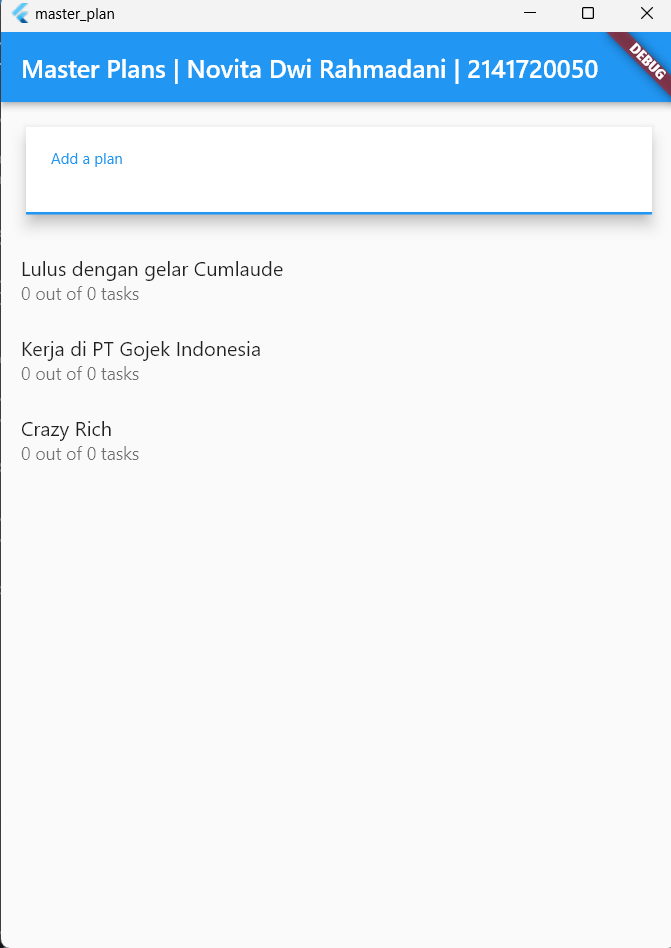 master_plan
Master Plans | Novita Dwi Rahmadani | 2141720050
DEBUG
Add a plan
Lulus dengan gelar Cumlaude
0 out of 0 tasks
Kerja di PT Gojek Indonesia
0 out of 0 tasks
Crazy Rich
0 out of 0 tasks